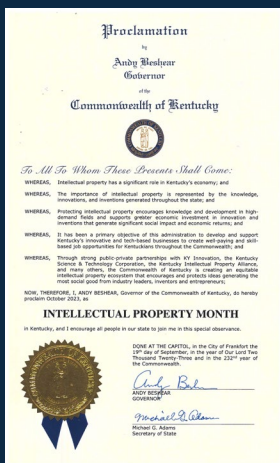 Proclamation
by
Andy Beshear
Governor
of the
Commonwealth of Kentucky
To All To Whom These Presents Shall Come:
WHEREAS, Intellectual property has a significant role in Kentucky's economy; and
WHEREAS, The importance of intellectual property is represented by the knowledge,
innovations, and inventions generated throughout the state; and
WHEREAS, Protecting intellectual property encourages knowledge and development in high-
demand fields and supports greater economic investment in innovation and
inventions that generate significant social impact and economic returns; and
WHEREAS, It has been a primary objective of this administration to develop and support
Kentucky's innovative and tech-based businesses to create well-paying and skill-
based job opportunities for Kentuckians throughout the Commonwealth; and
WHEREAS, Through strong public-private partnerships with KY Innovation, the Kentucky
Science & Technology Corporation, the Kentucky Intellectual Property Alliance,
and many others, the Commonwealth of Kentucky is creating an equitable
intellectual property ecosystem that encourages and protects ideas generating the
most social good from industry leaders, inventors and entrepreneurs;
NOW, THEREFORE, I, ANDY BESHEAR, Governor of the Commonwealth of Kentucky, do hereby
proclaim October 2023, as
INTELLECTUAL PROPERTY MONTH
in Kentucky, and I encourage all people in our state to join me in this special observance.
DONE AT THE CAPITOL, in the City of Frankfort the
19th day of September, in the year of Our Lord Two
Thousand Twenty-Three and in the 232nd year of
the Commonwealth.
ANDY BESHEAR
GOVERNOR
Michael G. Adams
Michael G. Adams
Secretary of State